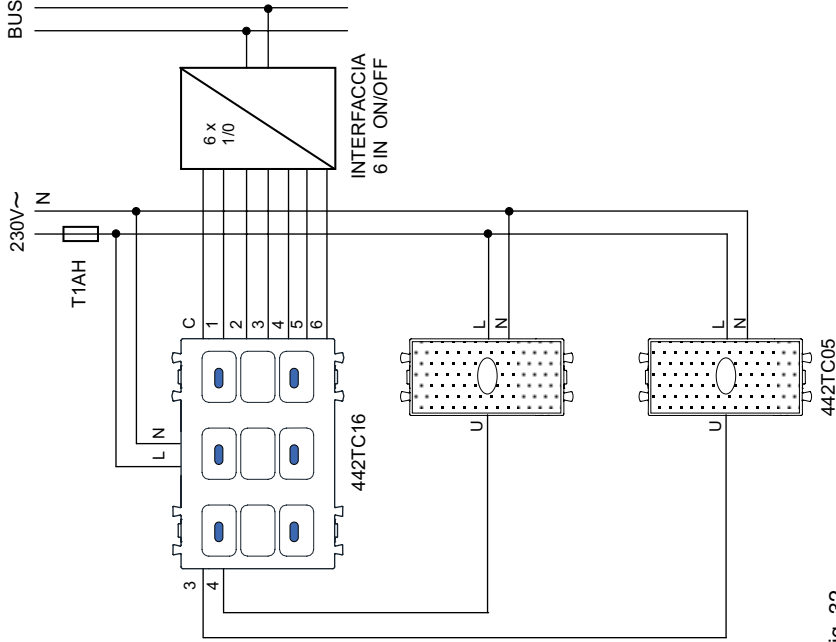 BUS
230V~
N
T1AH
6 x
1/0
INTERFACCIA
6 IN ON/OFF
C
1
2
3
4
5
6
L
N
442TC16
3
4
L
N
U
L
N
U
442TC05